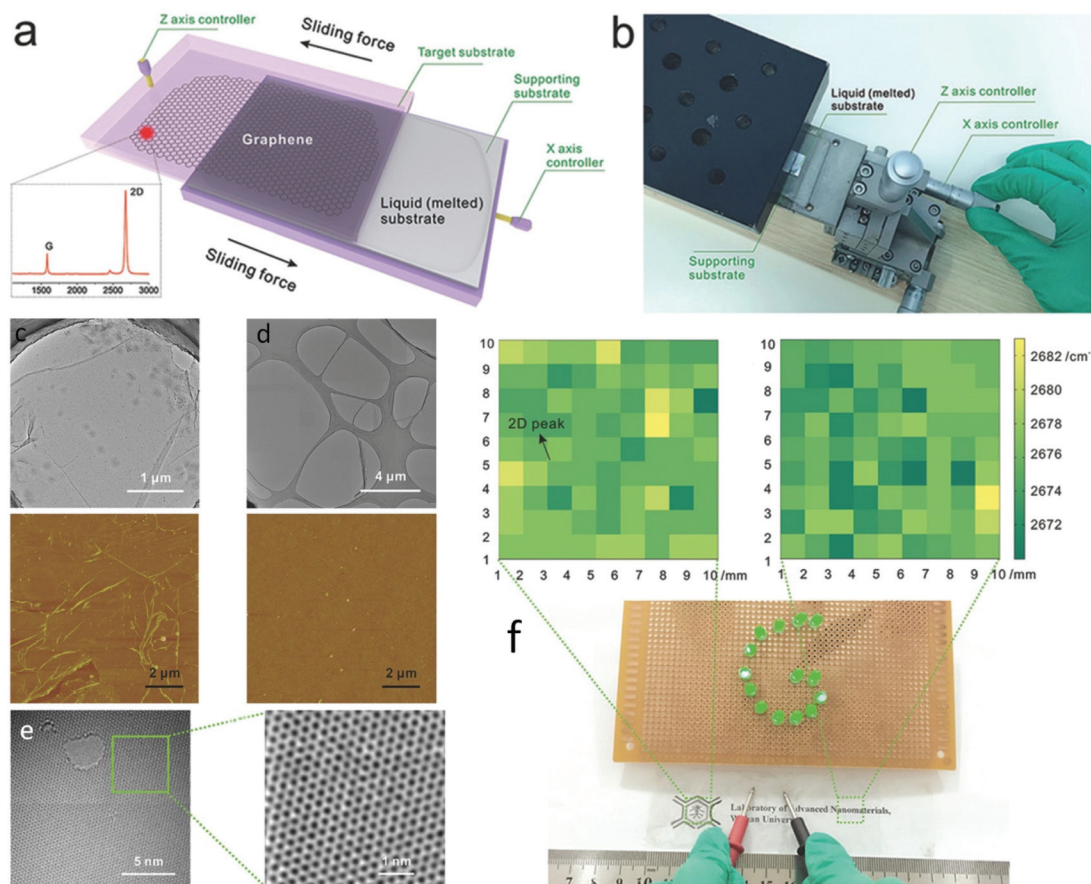 a
Z axis controller
Sliding force
Target substrate
Supporting
substrate
Graphene
X axis
controller
Liquid (melted)
substrate
Sliding force
2D
G
1500 2000 2500 3000
b
Liquid (melted)
substrate
Z axis controller
X axis controller
Supporting
substrate
c
1 μm
d
4 μm
2 μm
2 μm
e
5 nm
1 nm
10
9
8
7
6
5
4
3
2
1
2D peak
1 2 3 4 5 6 7 8 9 10 /mm
10
9
8
7
6
5
4
3
2
1
1 2 3 4 5 6 7 8 9 10 /mm
2682 /cm⁻¹
2680
2678
2676
2674
2672
f
Laboratory of Advanced Nanomaterials,
7 8 9 10